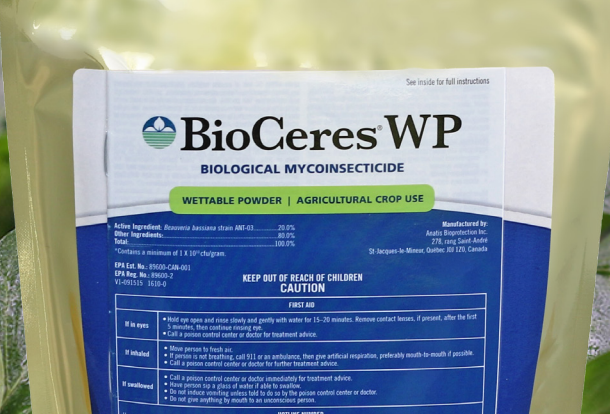 See inside for full instructions
BioCeres® WP
BIOLOGICAL MYCOINSECTICIDE
WETTABLE POWDER | AGRICULTURAL CROP USE
Active Ingredient: Beauveria bassiana strain ANT-03..........20.0%
Other Ingredients:..........80.0%
Total:..........100.0%
*Contains a minimum of 1 X 10¹⁰ cfu/gram.
Manufactured by:
Anatis Bioprotection Inc.
278, rang Saint-André
St-Jacques-le-Mineur, Québec J0J 1Z0, Canada
EPA Est. No.: 89600-CAN-001
EPA Reg. No.: 89600-2
V1-091515 1610-0
KEEP OUT OF REACH OF CHILDREN
CAUTION
FIRST AID
If in eyes
• Hold eye open and rinse slowly and gently with water for 15–20 minutes. Remove contact lenses, if present, after the first
5 minutes, then continue rinsing eye.
• Call a poison control center or doctor for treatment advice.
If inhaled
• Move person to fresh air.
• If person is not breathing, call 911 or an ambulance, then give artificial respiration, preferably mouth-to-mouth if possible.
• Call a poison control center or doctor for further treatment advice.
If swallowed
• Call a poison control center or doctor immediately for treatment advice.
• Have person sip a glass of water if able to swallow.
• Do not induce vomiting unless told to do so by the poison control center or doctor.
• Do not give anything by mouth to an unconscious person.
HOTLINE NUMBER